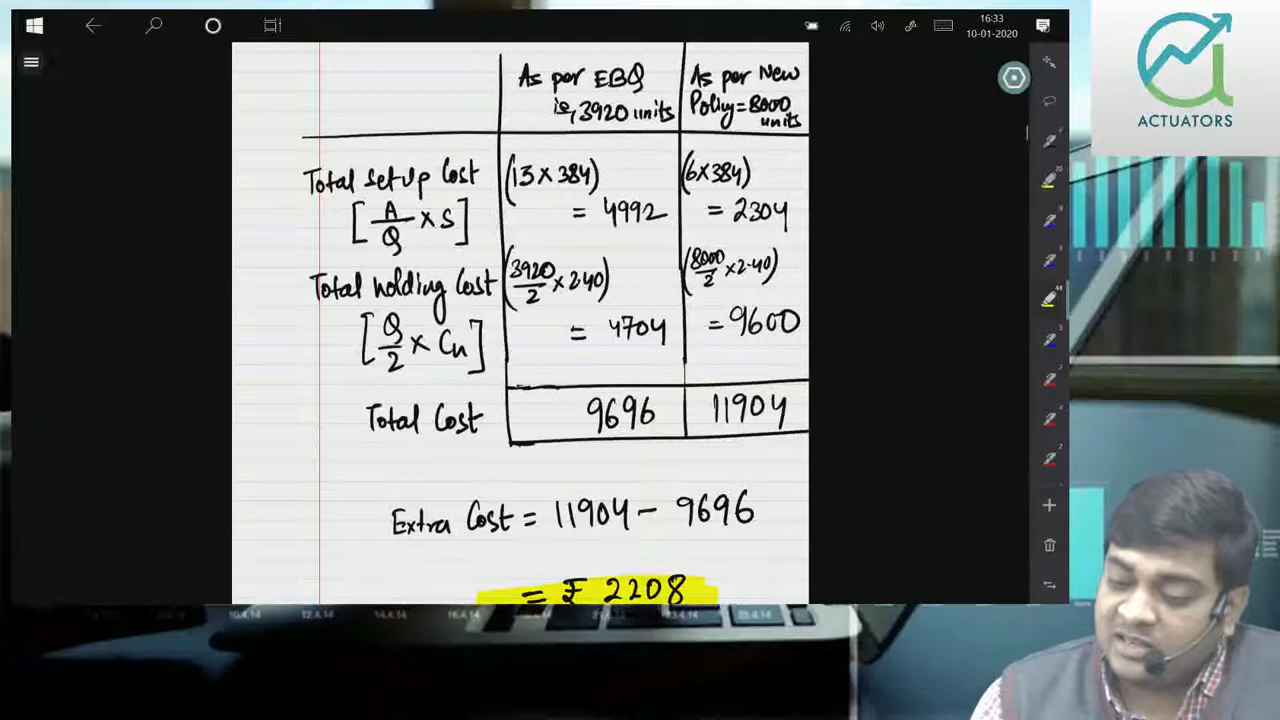 16:33
10-01-2020
ACTUATORS
As per EBQ
ie, 3920 units
As per New
Policy = 8000
units
Total set up Cost
[A/Q × S]
(13 × 384)
= 4992
(6 × 384)
= 2304
Total holding Cost
[Q/2 × Ch]
(3920/2 × 2.40)
= 4704
(8000/2 × 2.40)
= 9600
Total Cost
9696
11904
Extra Cost = 11904 - 9696
= ₹ 2208